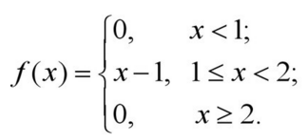 f(x) = { 0, x < 1;
x − 1, 1 ≤ x < 2;
0, x ≥ 2.